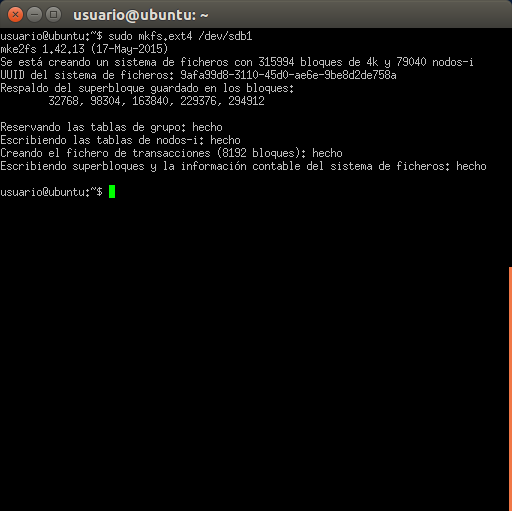 usuario@ubuntu: ~
usuario@ubuntu:~$ sudo mkfs.ext4 /dev/sdb1
mke2fs 1.42.13 (17-May-2015)
Se está creando un sistema de ficheros con 315994 bloques de 4k y 79040 nodos-i
UUID del sistema de ficheros: 9afa99d8-3110-45d0-ae6e-9be8d2de758a
Respaldo del superbloque guardado en los bloques:
32768, 98304, 163840, 229376, 294912
Reservando las tablas de grupo: hecho
Escribiendo las tablas de nodos-i: hecho
Creando el fichero de transacciones (8192 bloques): hecho
Escribiendo superbloques y la información contable del sistema de ficheros: hecho
usuario@ubuntu:~$